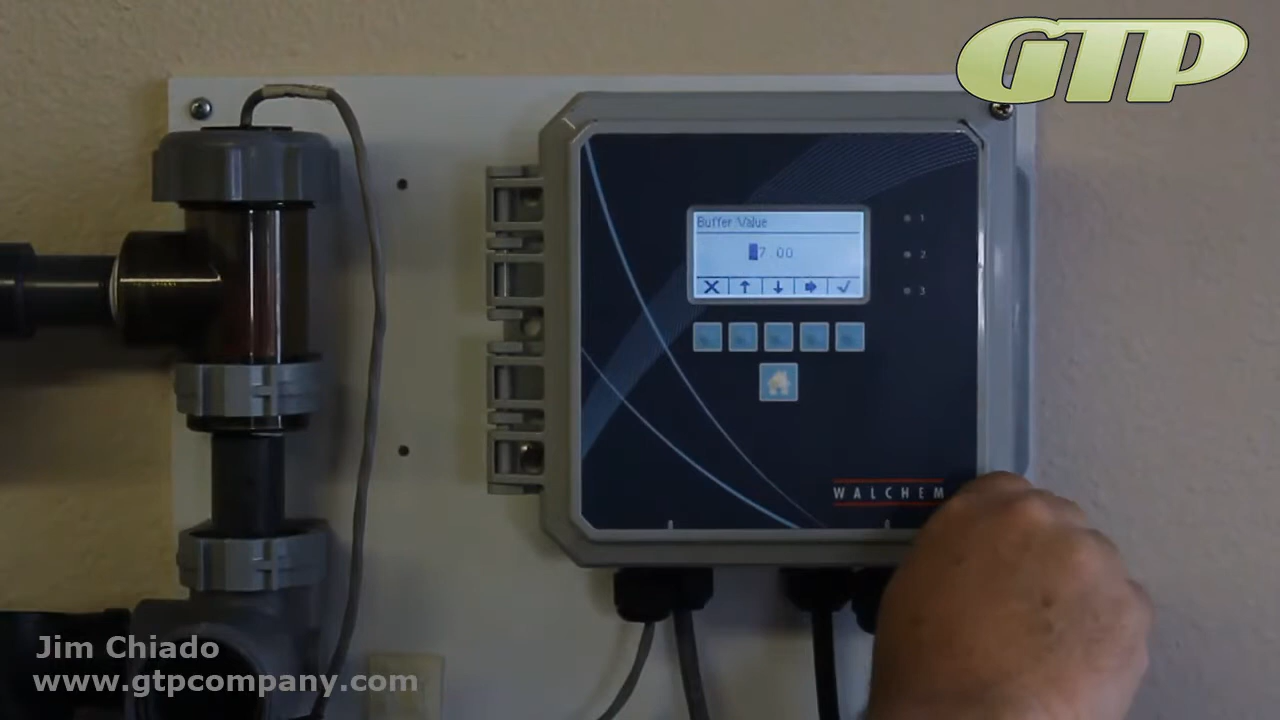 GTP
Buffer Value
7 00
1
2
3
WALCHEM
Jim Chiado
www.gtpcompany.com